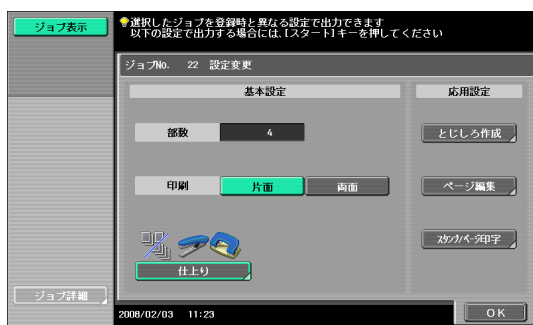 ジョブ表示
選択したジョブを登録時と異なる設定で出力できます
以下の設定で出力する場合には、[スタート]キーを押してください
ジョブNo. 22 設定変更
基本設定
応用設定
部数 4
とじしろ作成
印刷 片面 両面
ページ編集
スタンプ/ページ印字
仕上り
ジョブ詳細
2008/02/03 11:23
OK